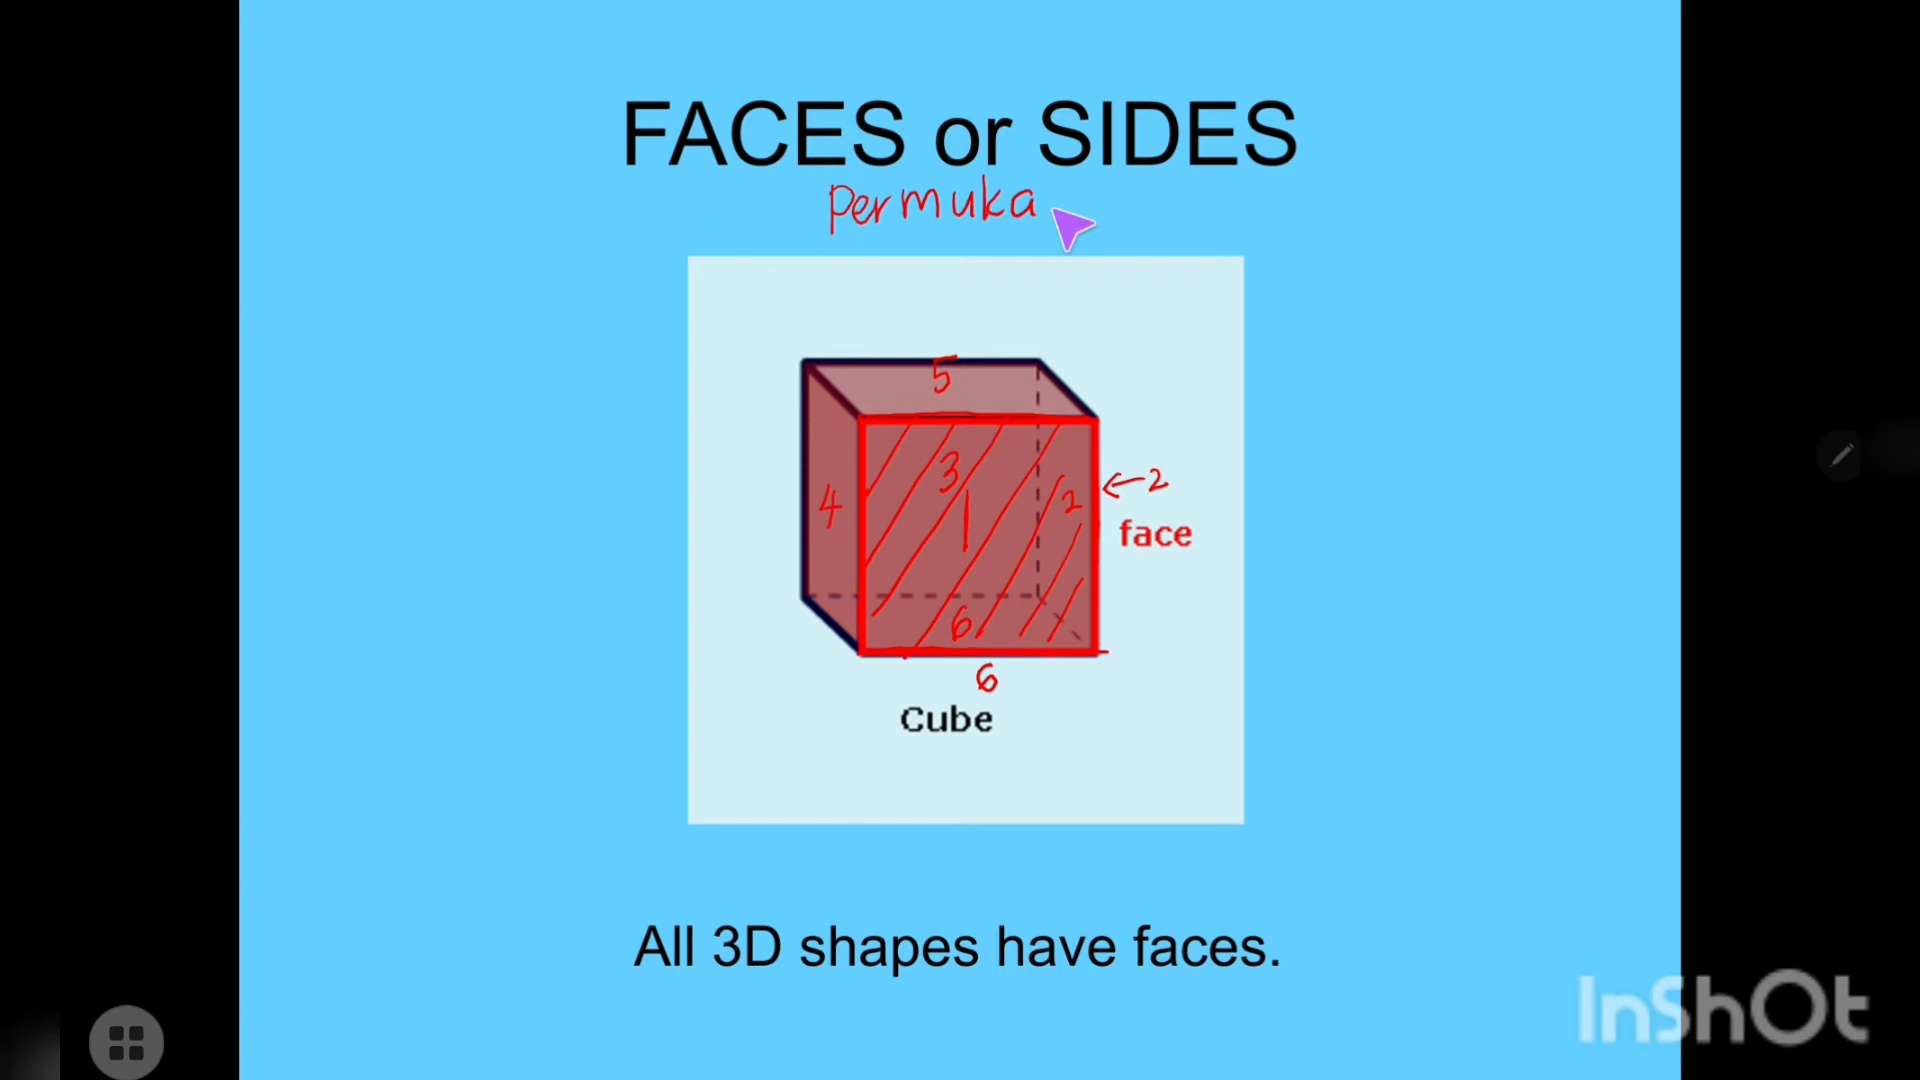 FACES or SIDES
permuka
5
3
4
1
2
←2
face
6
6
Cube
All 3D shapes have faces.
InShOt